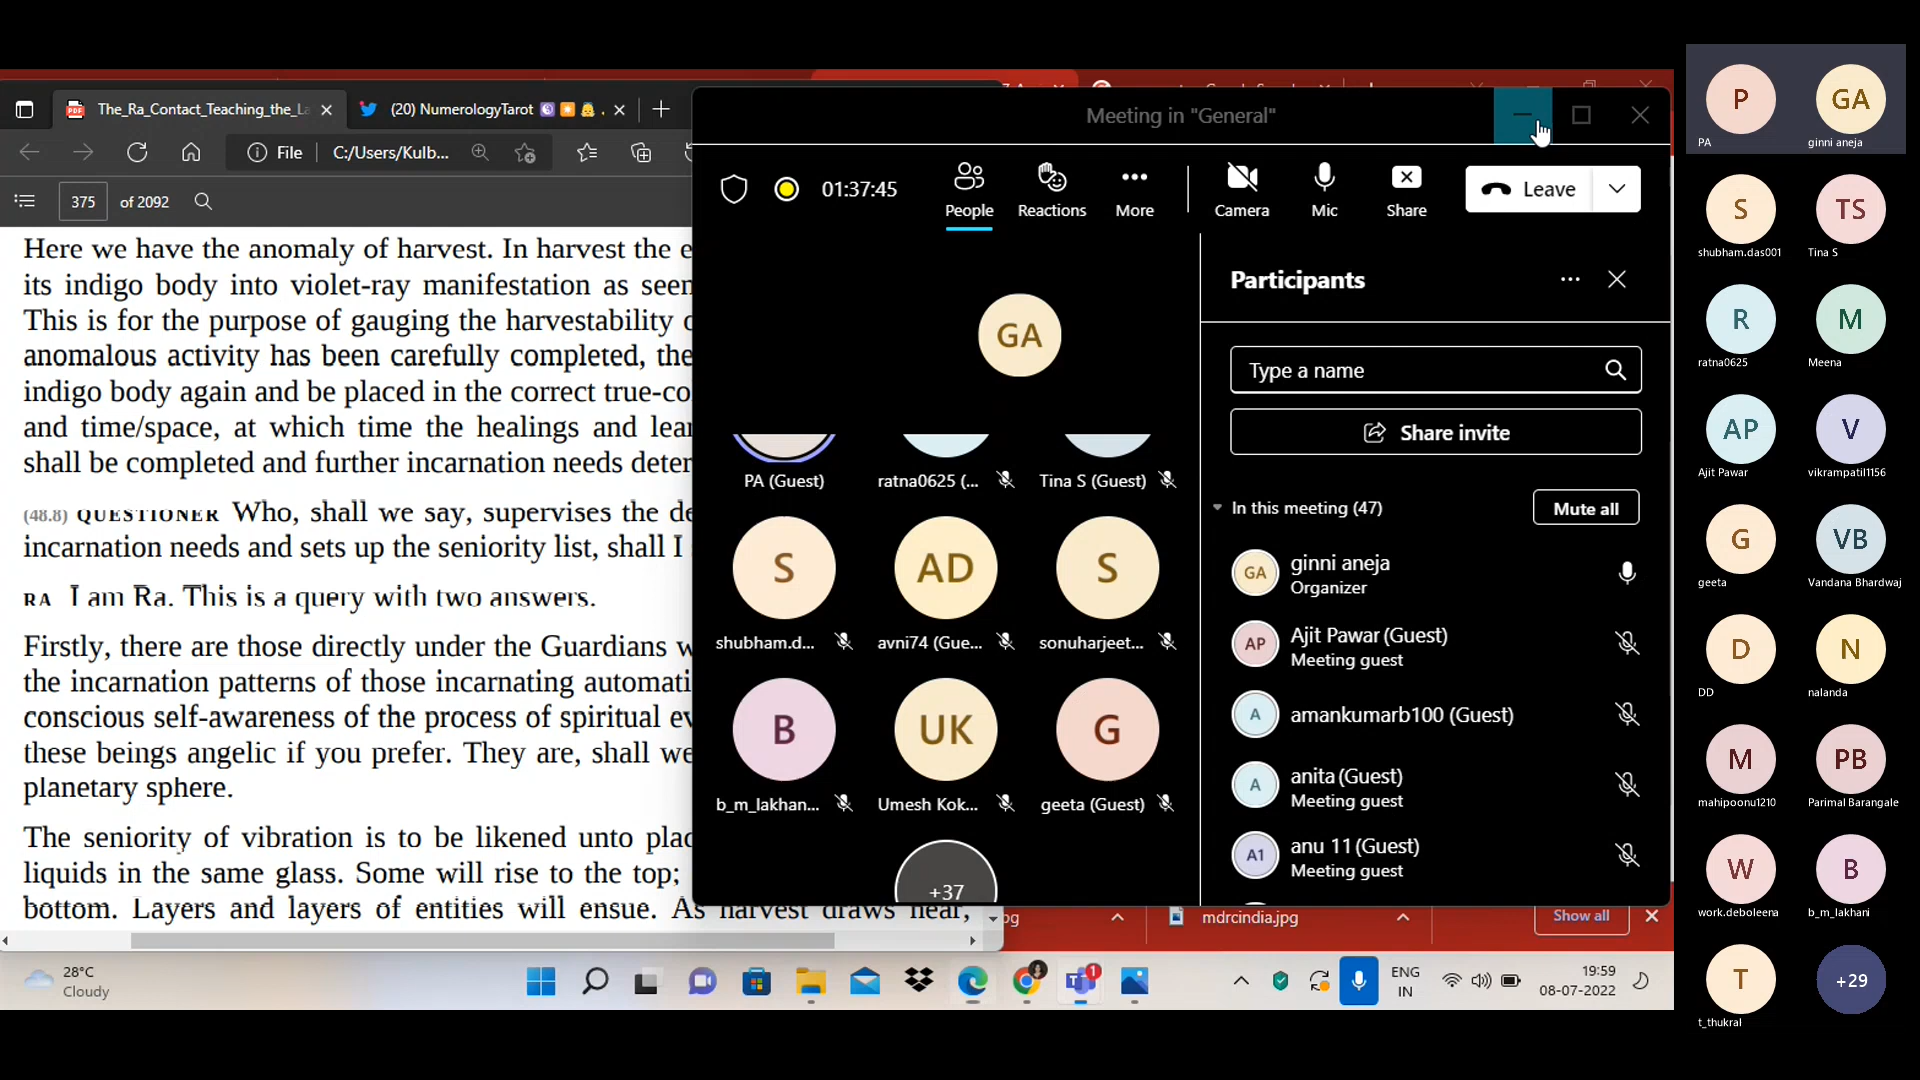 The_Ra_Contact_Teaching_the_La
(20) NumerologyTarot
File
C:/Users/Kulb...
375
of 2092
Here we have the anomaly of harvest. In harvest the e
its indigo body into violet-ray manifestation as seen
This is for the purpose of gauging the harvestability o
anomalous activity has been carefully completed, the
indigo body again and be placed in the correct true-co
and time/space, at which time the healings and lear
shall be completed and further incarnation needs deter
(48.8) QUESTIONER Who, shall we say, supervises the de
incarnation needs and sets up the seniority list, shall I
RA I am Ra. This is a query with two answers.
Firstly, there are those directly under the Guardians w
the incarnation patterns of those incarnating automati
conscious self-awareness of the process of spiritual ev
these beings angelic if you prefer. They are, shall we
planetary sphere.
The seniority of vibration is to be likened unto plac
liquids in the same glass. Some will rise to the top;
bottom. Layers and layers of entities will ensue. As harvest draws near,
Meeting in "General"
01:37:45
People
Reactions
More
Camera
Mic
Share
Leave
GA
PA (Guest)
ratna0625 (...
Tina S (Guest)
S
AD
S
shubham.d...
avni74 (Gue...
sonuharjeet...
B
UK
G
b_m_lakhan...
Umesh Kok...
geeta (Guest)
+37
Participants
Type a name
Share invite
In this meeting (47)
Mute all
GA
ginni aneja
Organizer
AP
Ajit Pawar (Guest)
Meeting guest
A
amankumarb100 (Guest)
A
anita (Guest)
Meeting guest
A1
anu 11 (Guest)
Meeting guest
pg
mdrcindia.jpg
Show all
28°C
Cloudy
1
ENG
IN
19:59
08-07-2022
P
GA
PA
ginni aneja
S
TS
shubham.das001
Tina S
R
M
ratna0625
Meena
AP
V
Ajit Pawar
vikrampatil1156
G
VB
geeta
Vandana Bhardwaj
D
N
DD
nalanda
M
PB
mahipoonu1210
Parimal Barangale
W
B
work.deboleena
b_m_lakhani
T
+29
t_thukral